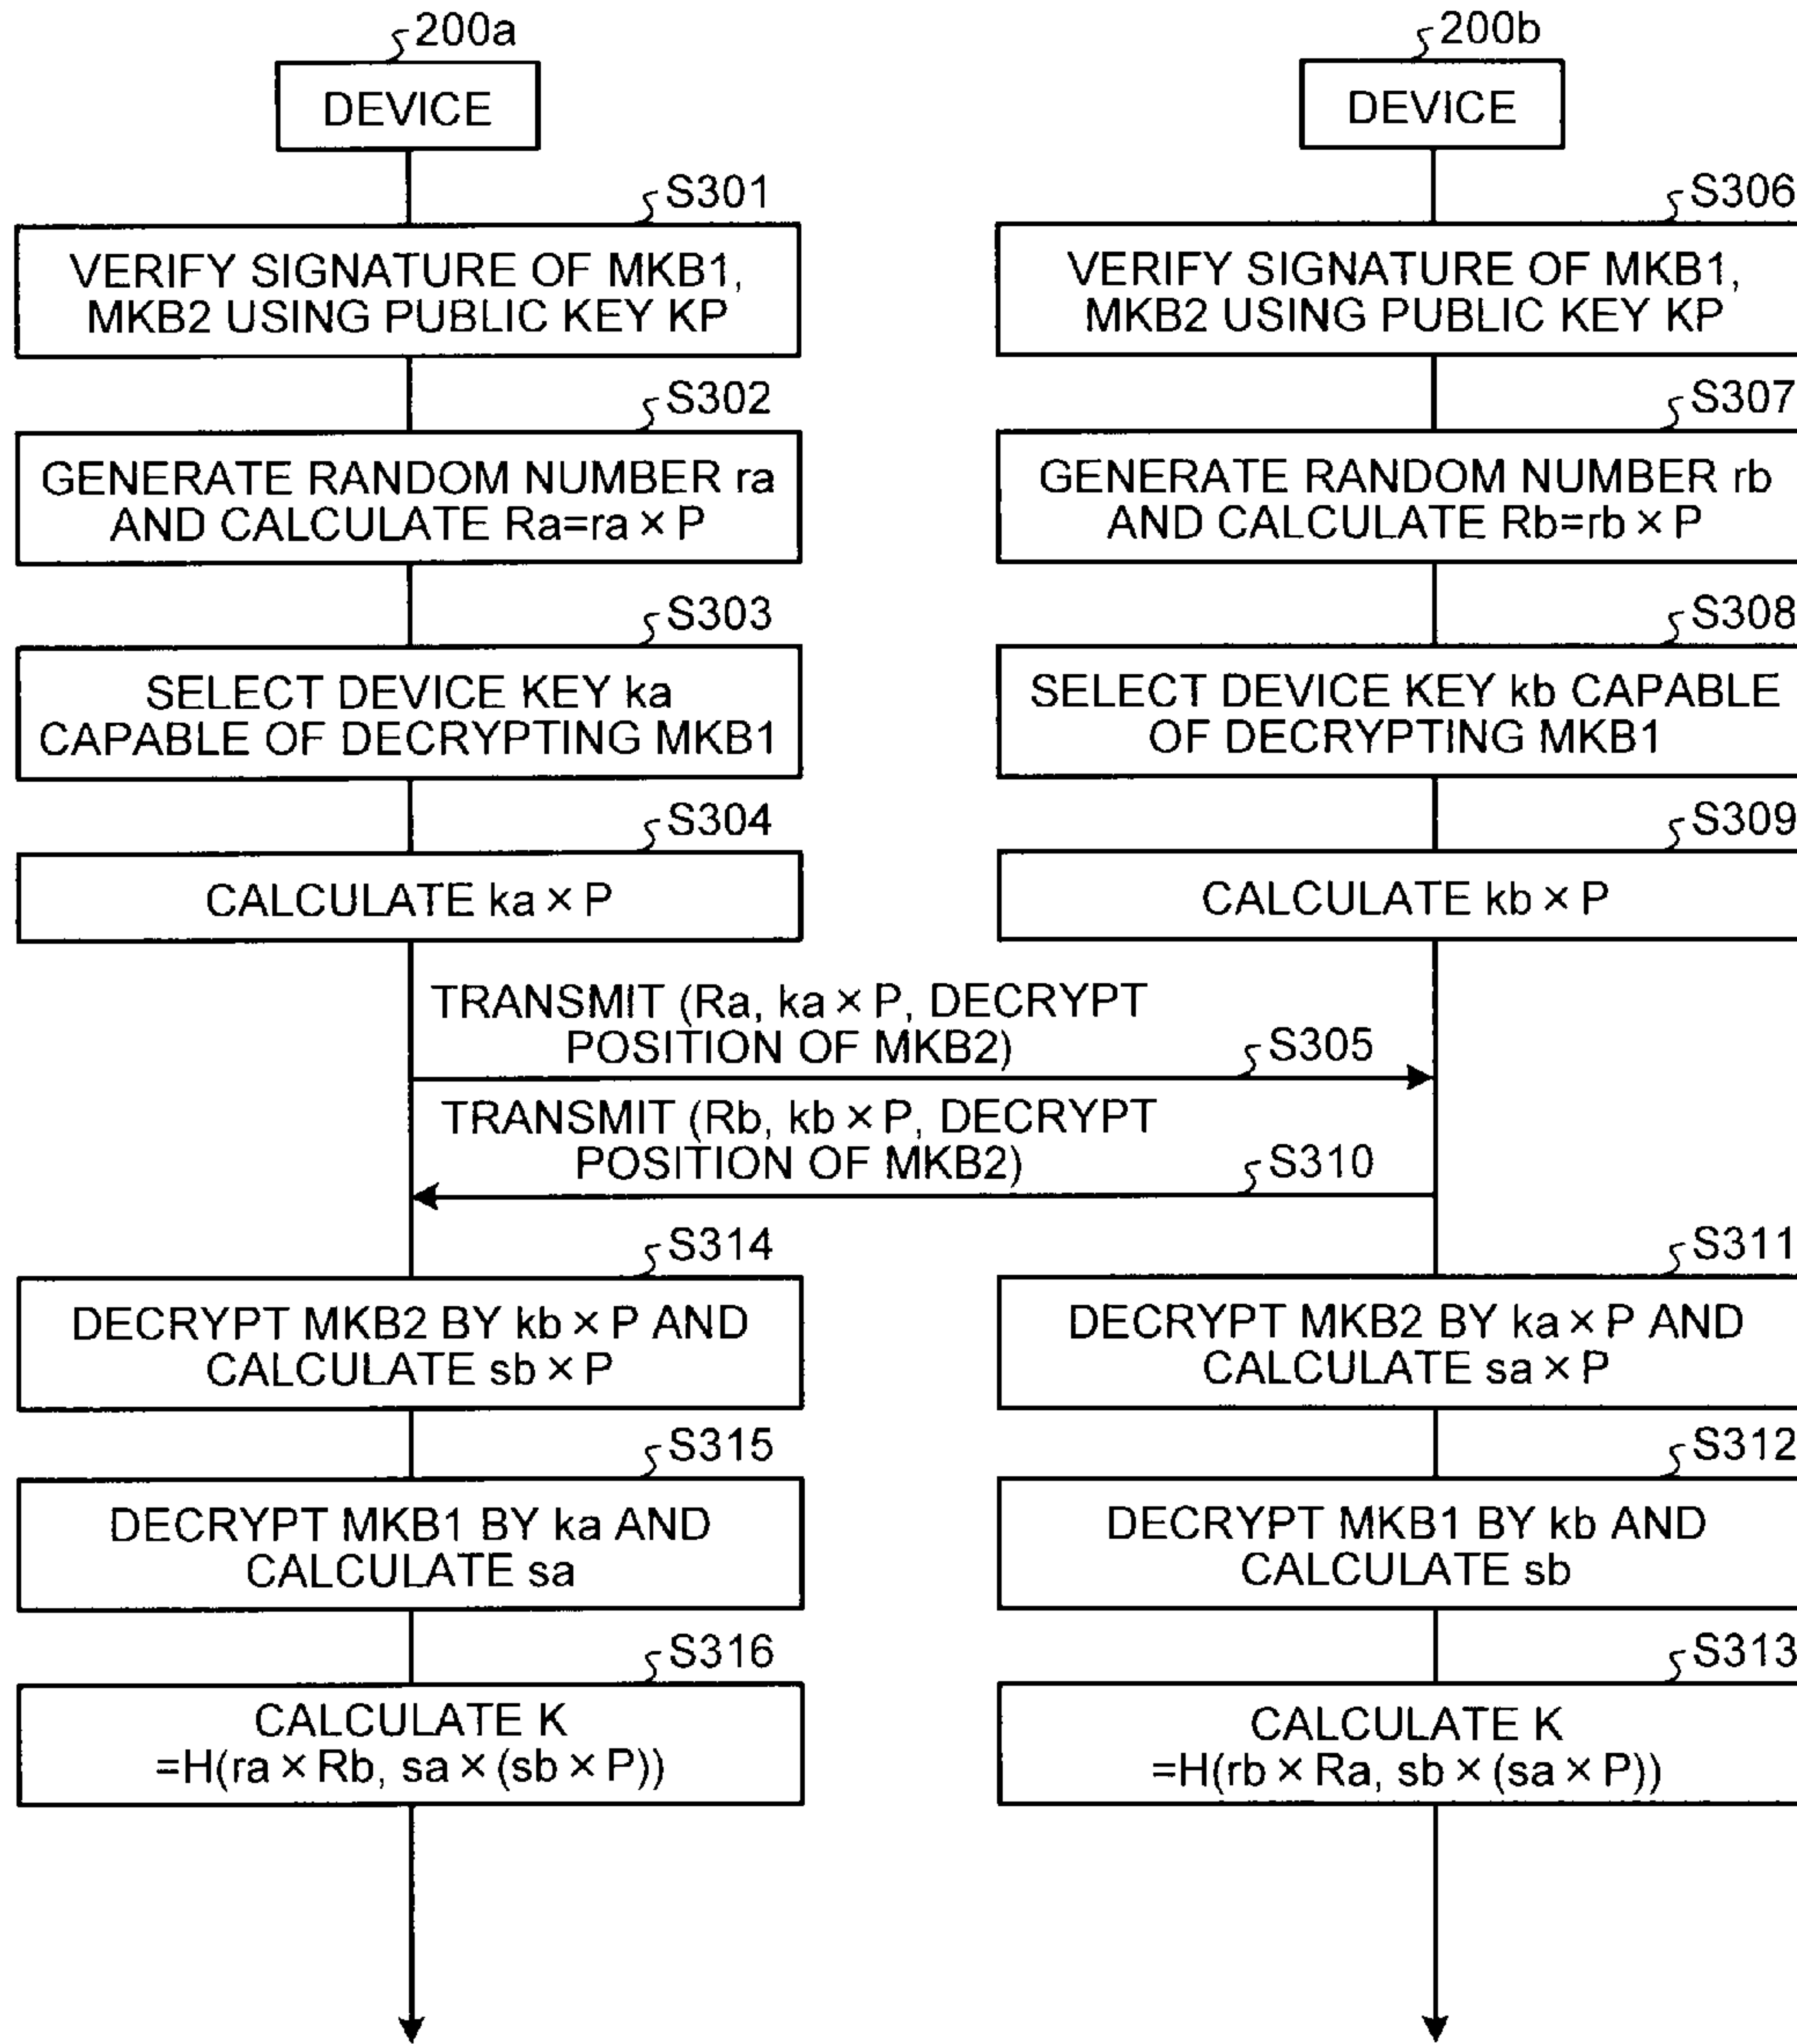 200a
DEVICE
S301
VERIFY SIGNATURE OF MKB1,
MKB2 USING PUBLIC KEY KP
S302
GENERATE RANDOM NUMBER ra
AND CALCULATE Ra=ra × P
S303
SELECT DEVICE KEY ka
CAPABLE OF DECRYPTING MKB1
S304
CALCULATE ka × P
200b
DEVICE
S306
VERIFY SIGNATURE OF MKB1,
MKB2 USING PUBLIC KEY KP
S307
GENERATE RANDOM NUMBER rb
AND CALCULATE Rb=rb × P
S308
SELECT DEVICE KEY kb CAPABLE
OF DECRYPTING MKB1
S309
CALCULATE kb × P
TRANSMIT (Ra, ka × P, DECRYPT
POSITION OF MKB2)
S305
TRANSMIT (Rb, kb × P, DECRYPT
POSITION OF MKB2)
S310
S314
DECRYPT MKB2 BY kb × P AND
CALCULATE sb × P
S315
DECRYPT MKB1 BY ka AND
CALCULATE sa
S316
CALCULATE K
=H(ra × Rb, sa × (sb × P))
S311
DECRYPT MKB2 BY ka × P AND
CALCULATE sa × P
S312
DECRYPT MKB1 BY kb AND
CALCULATE sb
S313
CALCULATE K
=H(rb × Ra, sb × (sa × P))